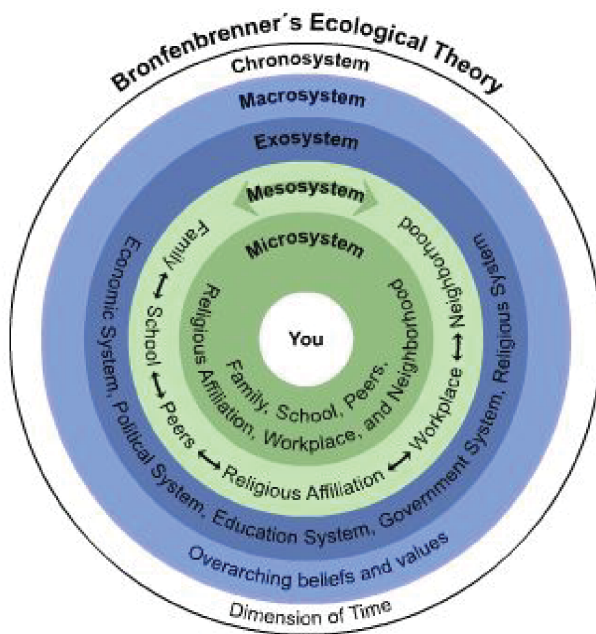 Bronfenbrenner´s Ecological Theory
Chronosystem
Macrosystem
Exosystem
Mesosystem
Microsystem
You
Family, School, Peers,
Religious Affiliation, Workplace, and Neighborhood
Family ↔ School ↔ Peers ↔ Religious Affiliation ↔ Workplace ↔ Neighborhood
Economic System, Political System, Education System, Government System, Religious System
Overarching beliefs and values
Dimension of Time